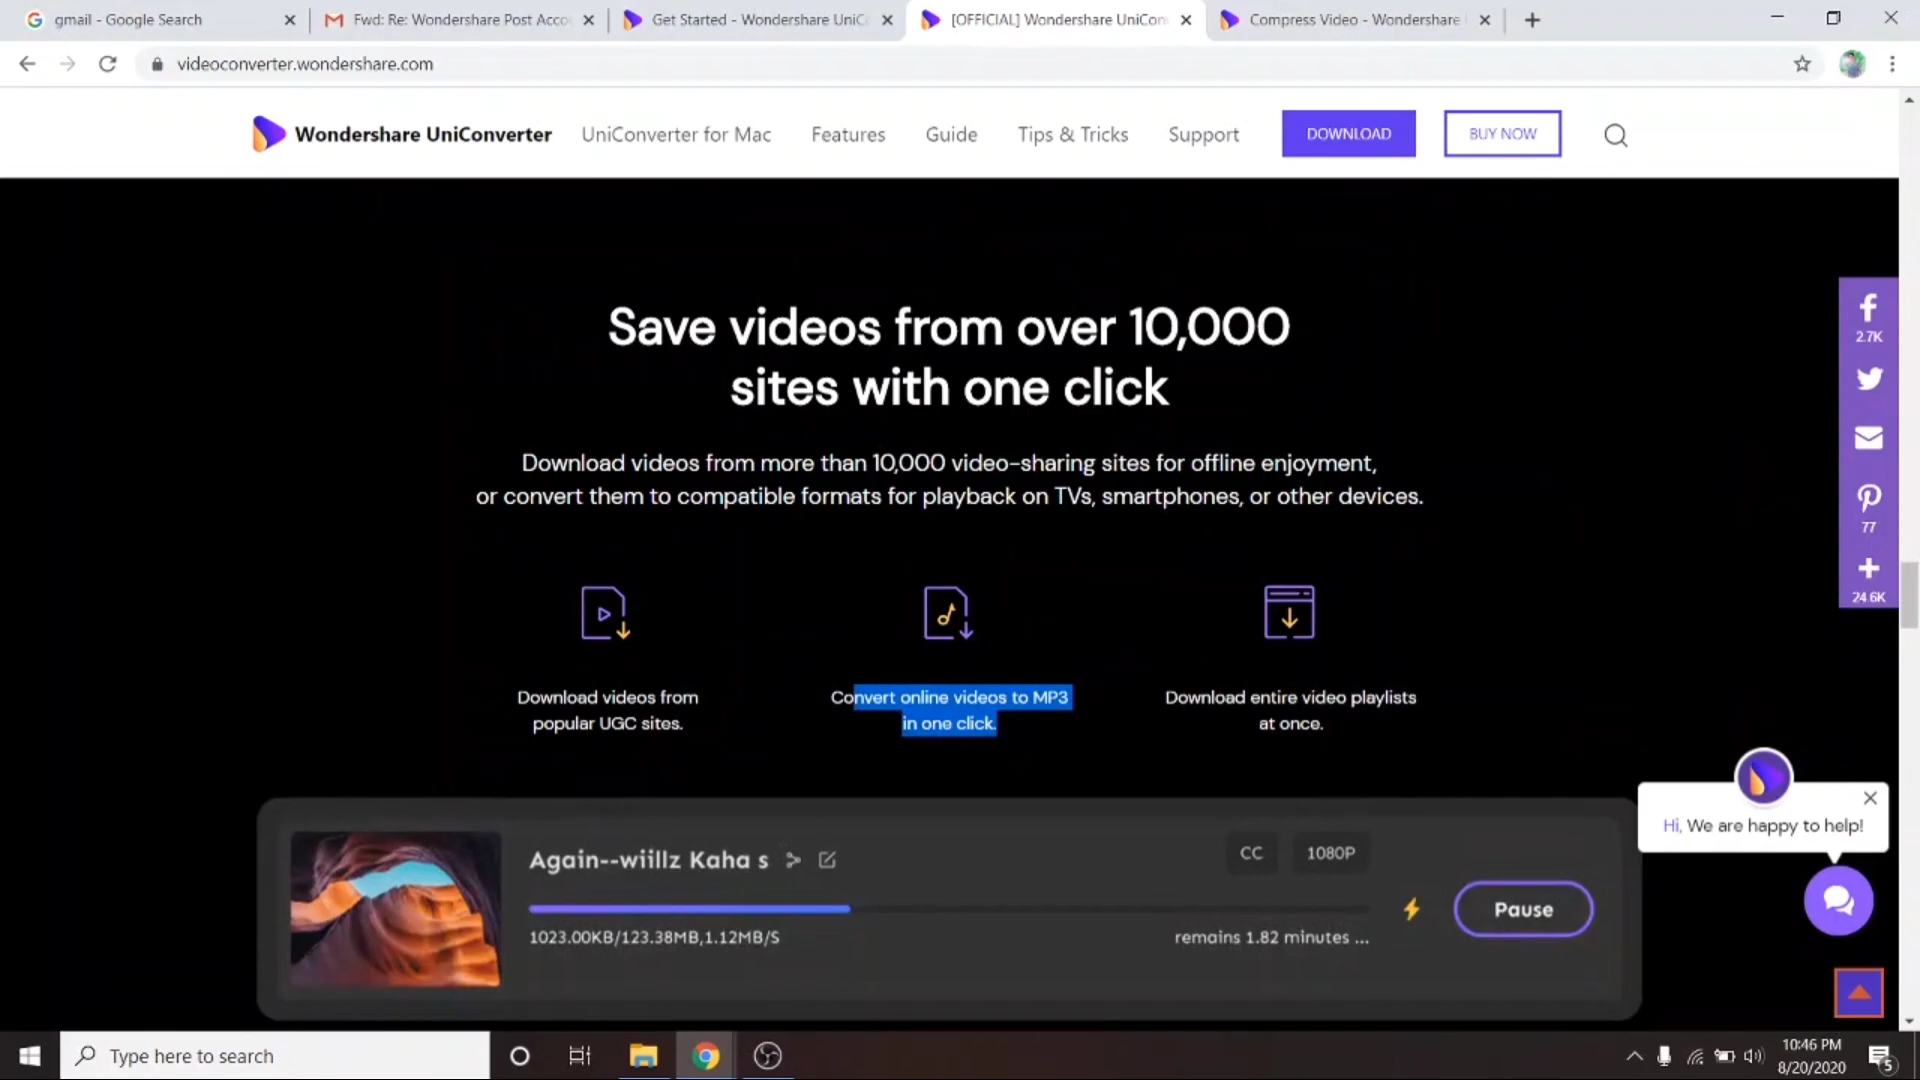 gmail - Google Search
Fwd: Re: Wondershare Post Acco
Get Started - Wondershare UniC
[OFFICIAL] Wondershare UniCon
Compress Video - Wondershare
videoconverter.wondershare.com
Wondershare UniConverter
UniConverter for Mac
Features
Guide
Tips & Tricks
Support
DOWNLOAD
BUY NOW
Save videos from over 10,000
sites with one click
Download videos from more than 10,000 video-sharing sites for offline enjoyment,
or convert them to compatible formats for playback on TVs, smartphones, or other devices.
2.7K
77
24.6K
Download videos from
popular UGC sites.
Convert online videos to MP3
in one click.
Download entire video playlists
at once.
Hi, We are happy to help!
Again--wiillz Kaha s
CC
1080P
1023.00KB/123.38MB,1.12MB/S
remains 1.82 minutes ...
Pause
Type here to search
10:46 PM
8/20/2020
5